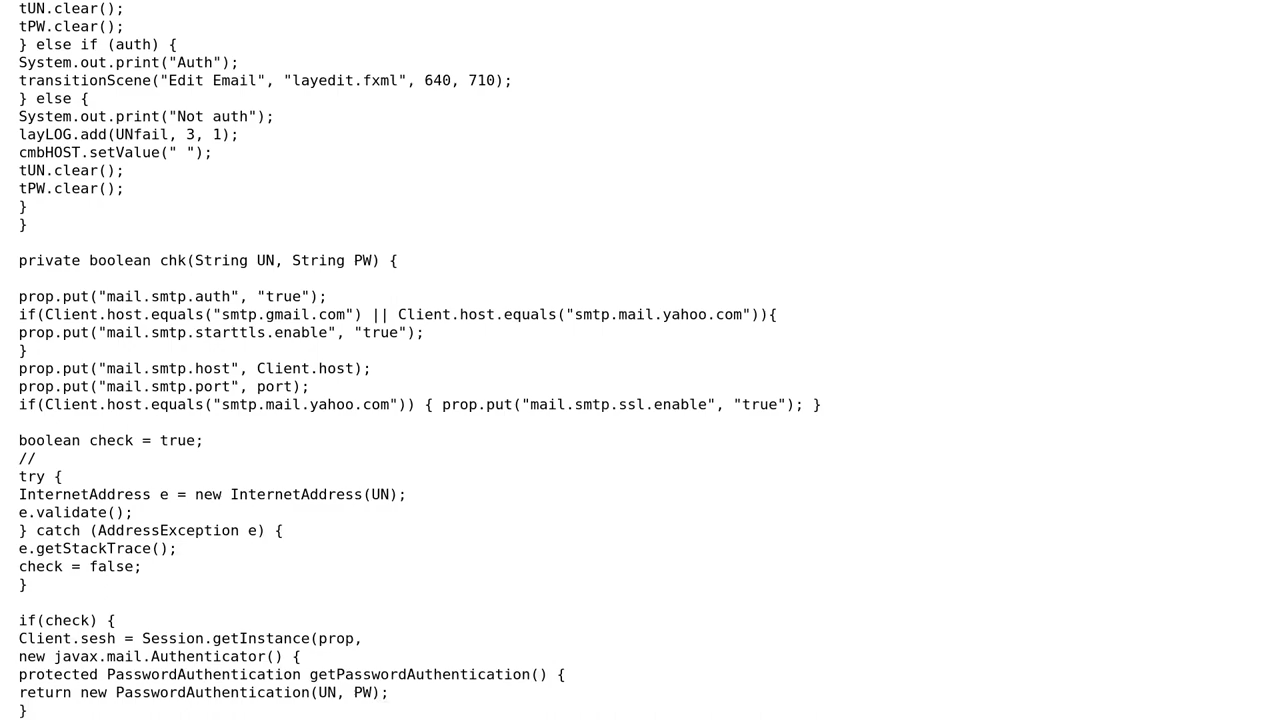 tUN.clear();
tPW.clear();
} else if (auth) {
System.out.print("Auth");
transitionScene("Edit Email", "layedit.fxml", 640, 710);
} else {
System.out.print("Not auth");
layLOG.add(UNfail, 3, 1);
cmbHOST.setValue(" ");
tUN.clear();
tPW.clear();
}
}

private boolean chk(String UN, String PW) {

prop.put("mail.smtp.auth", "true");
if(Client.host.equals("smtp.gmail.com") || Client.host.equals("smtp.mail.yahoo.com")){
prop.put("mail.smtp.starttls.enable", "true");
}
prop.put("mail.smtp.host", Client.host);
prop.put("mail.smtp.port", port);
if(Client.host.equals("smtp.mail.yahoo.com")) { prop.put("mail.smtp.ssl.enable", "true"); }

boolean check = true;
//
try {
InternetAddress e = new InternetAddress(UN);
e.validate();
} catch (AddressException e) {
e.getStackTrace();
check = false;
}

if(check) {
Client.sesh = Session.getInstance(prop,
new javax.mail.Authenticator() {
protected PasswordAuthentication getPasswordAuthentication() {
return new PasswordAuthentication(UN, PW);
}